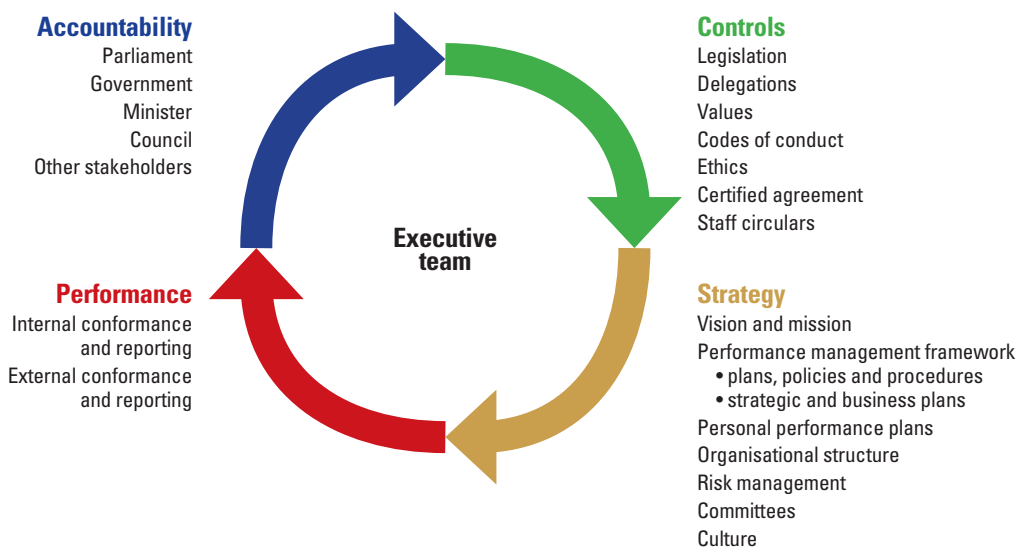 Accountability
Parliament
Government
Minister
Council
Other stakeholders
Controls
Legislation
Delegations
Values
Codes of conduct
Ethics
Certified agreement
Staff circulars
Executive
team
Performance
Internal conformance
and reporting
External conformance
and reporting
Strategy
Vision and mission
Performance management framework
• plans, policies and procedures
• strategic and business plans
Personal performance plans
Organisational structure
Risk management
Committees
Culture